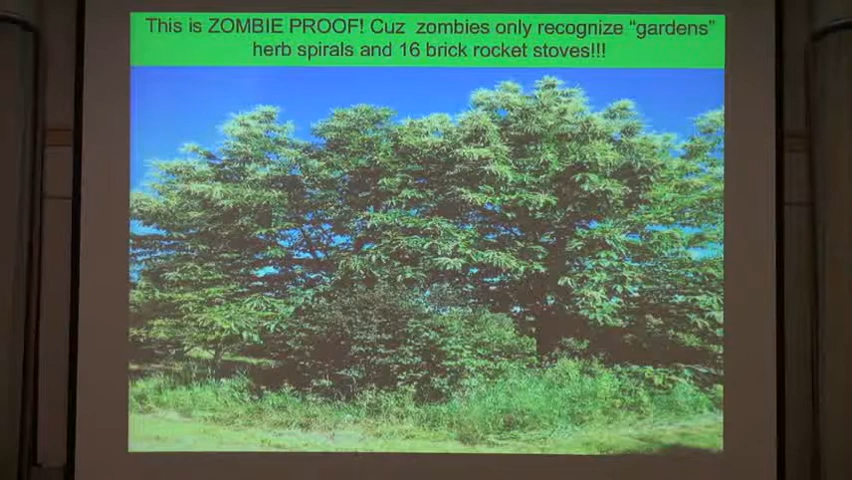 This is ZOMBIE PROOF! Cuz zombies only recognize "gardens"
herb spirals and 16 brick rocket stoves!!!